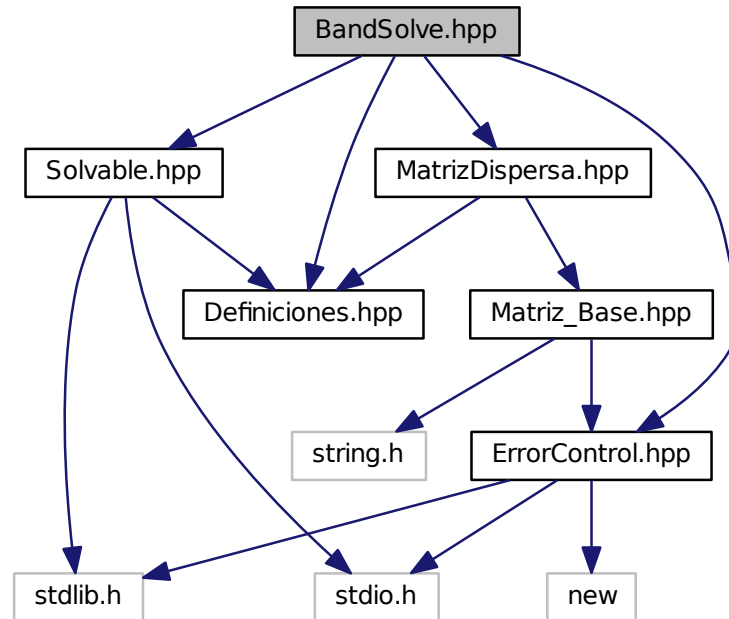 BandSolve.hpp
Solvable.hpp
MatrizDispersa.hpp
Definiciones.hpp
Matriz_Base.hpp
string.h
ErrorControl.hpp
stdlib.h
stdio.h
new